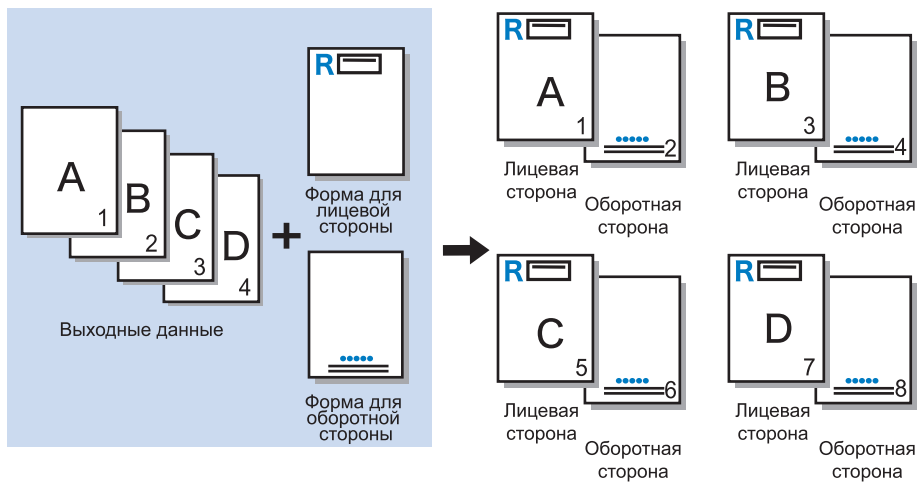 A
1
B
2
C
3
D
4
Выходные данные
+
R
Форма для
лицевой
стороны
Форма для
оборотной
стороны
R
A
1
2
Лицевая
сторона
Оборотная
сторона
R
B
3
4
Лицевая
сторона
Оборотная
сторона
R
C
5
6
Лицевая
сторона
Оборотная
сторона
R
D
7
8
Лицевая
сторона
Оборотная
сторона